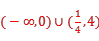 (−∞,0) ∪ (1/4,4)